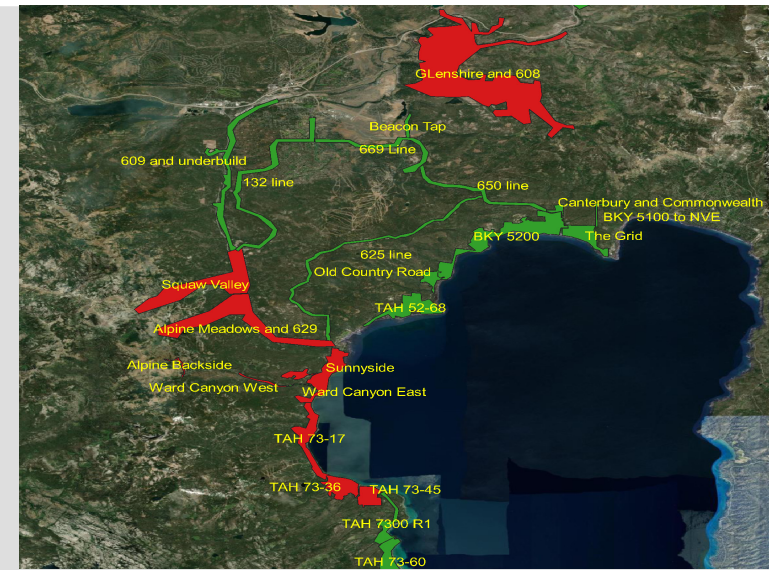 GLenshire and 608
Beacon Tap
669 Line
609 and underbuild
132 line
650 line
Canterbury and Commonwealth
BKY 5100 to NVE
BKY 5200
The Grid
625 line
Old Country Road
Squaw Valley
TAH 52-68
Alpine Meadows and 629
Alpine Backside
Sunnyside
Ward Canyon West
Ward Canyon East
TAH 73-17
TAH 73-36
TAH 73-45
TAH 7300 R1
TAH 73-60